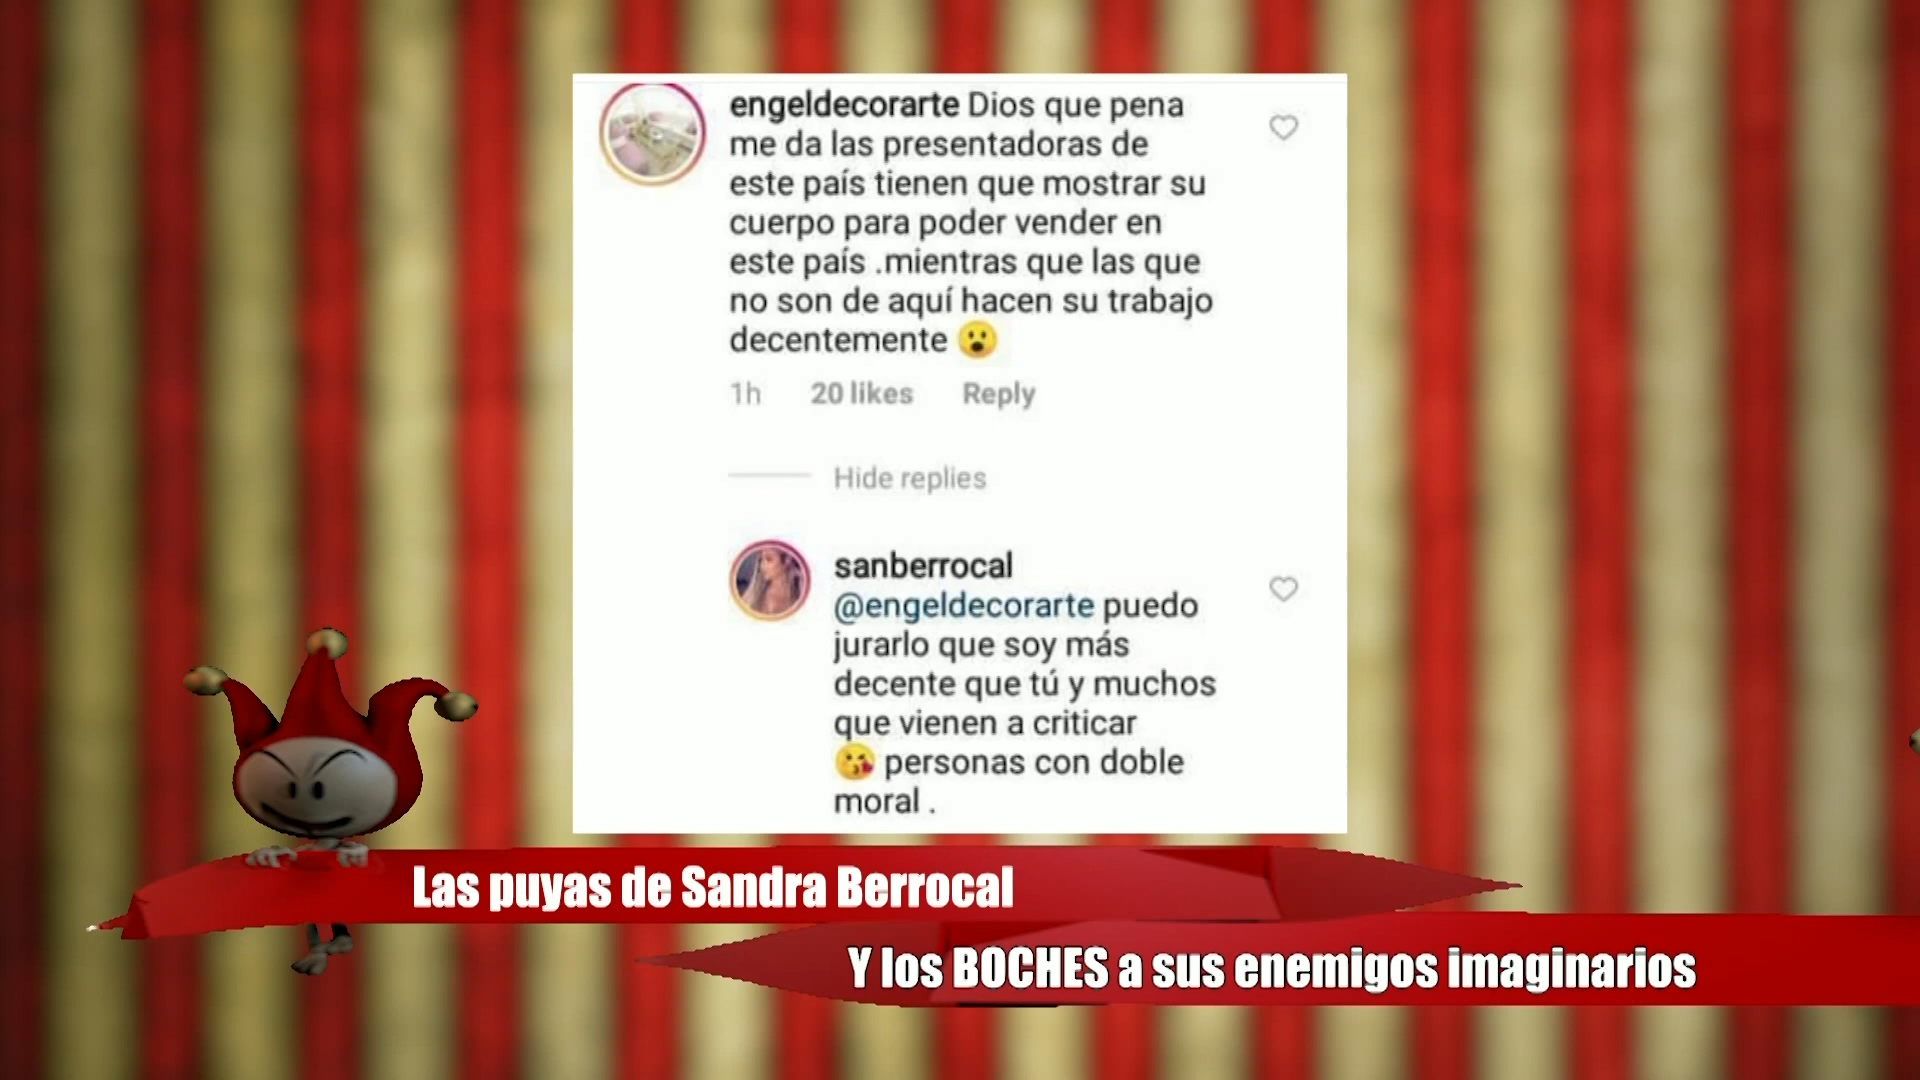 engeldecorarte Dios que pena
me da las presentadoras de
este país tienen que mostrar su
cuerpo para poder vender en
este país .mientras que las que
no son de aquí hacen su trabajo
decentemente 😮
1h 20 likes Reply
Hide replies
sanberrocal
@engeldecorarte puedo
jurarlo que soy más
decente que tú y muchos
que vienen a criticar
😘 personas con doble
moral .
Las puyas de Sandra Berrocal
Y los BOCHES a sus enemigos imaginarios